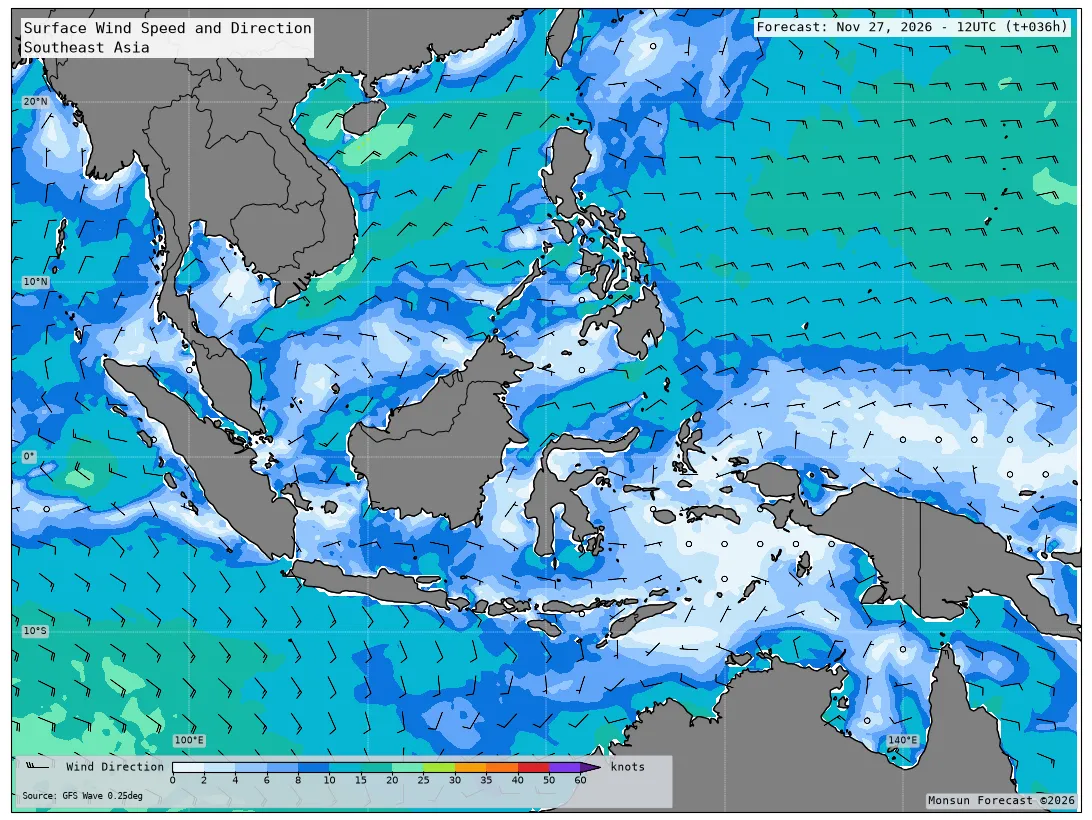 Surface Wind Speed and Direction
Southeast Asia
Forecast: Nov 27, 2026 - 12UTC (t+036h)
20°N
10°N
0°
10°S
100°E
140°E
Wind Direction
knots
0 2 4 6 8 10 15 20 25 30 35 40 50 60
Source: GFS Wave 0.25deg
Monsun Forecast ©2026